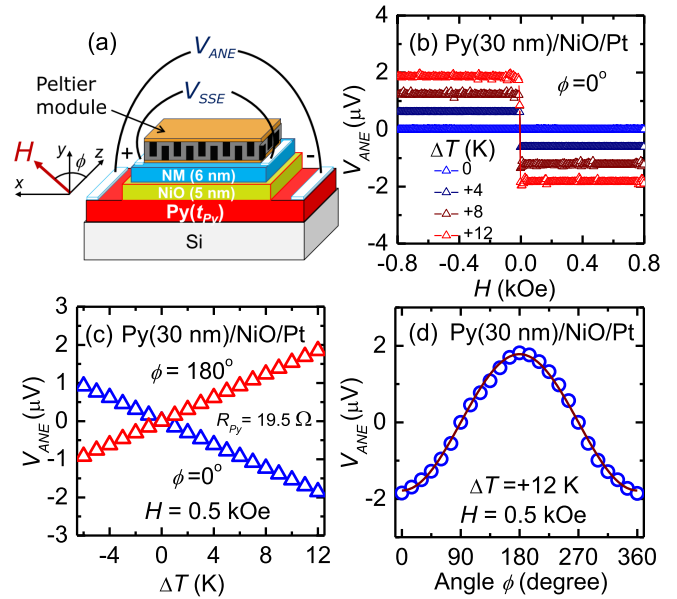 (a)
V_ANE
V_SSE
Peltier
module
H
y
ϕ
z
x
+
-
NM (6 nm)
NiO (5 nm)
Py(t_Py)
Si
(b) Py(30 nm)/NiO/Pt
ϕ=0°
ΔT (K)
0
+4
+8
+12
4
2
0
-2
-4
V_ANE (μV)
-0.8 -0.4 0.0 0.4 0.8
H (kOe)
(c) Py(30 nm)/NiO/Pt
ϕ = 180°
R_Py = 19.5 Ω
ϕ=0°
H = 0.5 kOe
3
2
1
0
-1
-2
-3
V_ANE (μV)
-4 0 4 8 12
ΔT (K)
(d) Py(30 nm)/NiO/Pt
ΔT=+12 K
H = 0.5 kOe
2
0
-2
V_ANE (μV)
0 90 180 270 360
Angle ϕ (degree)